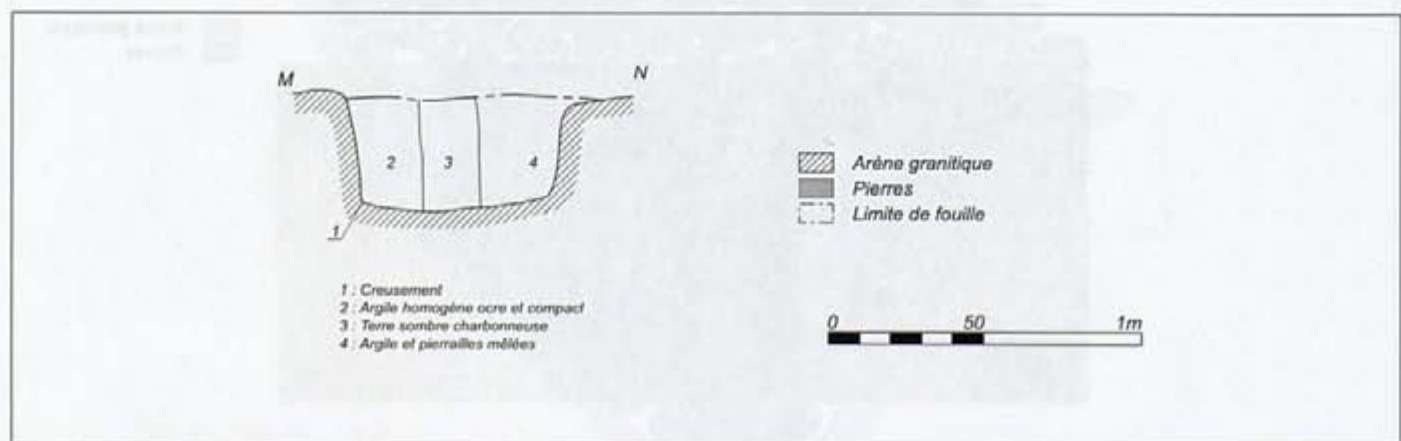 M N
2 3 4
1
1 : Creusement
2 : Argile homogène ocre et compact
3 : Terre sombre charbonneuse
4 : Argile et pierrailles mêlées
Arène granitique
Pierres
Limite de fouille
0 50 1m